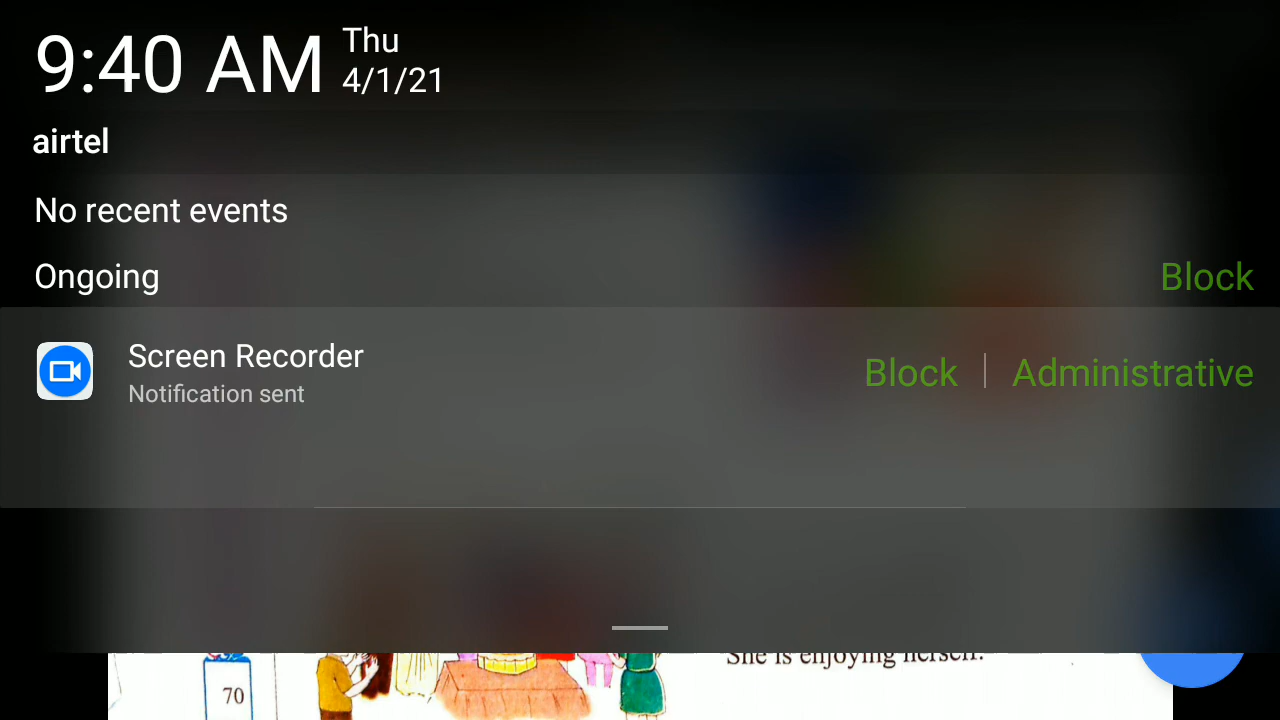 9:40 AM
Thu
4/1/21
airtel
No recent events
Ongoing
Block
Screen Recorder
Notification sent
Block
Administrative
She is enjoying herself.
70